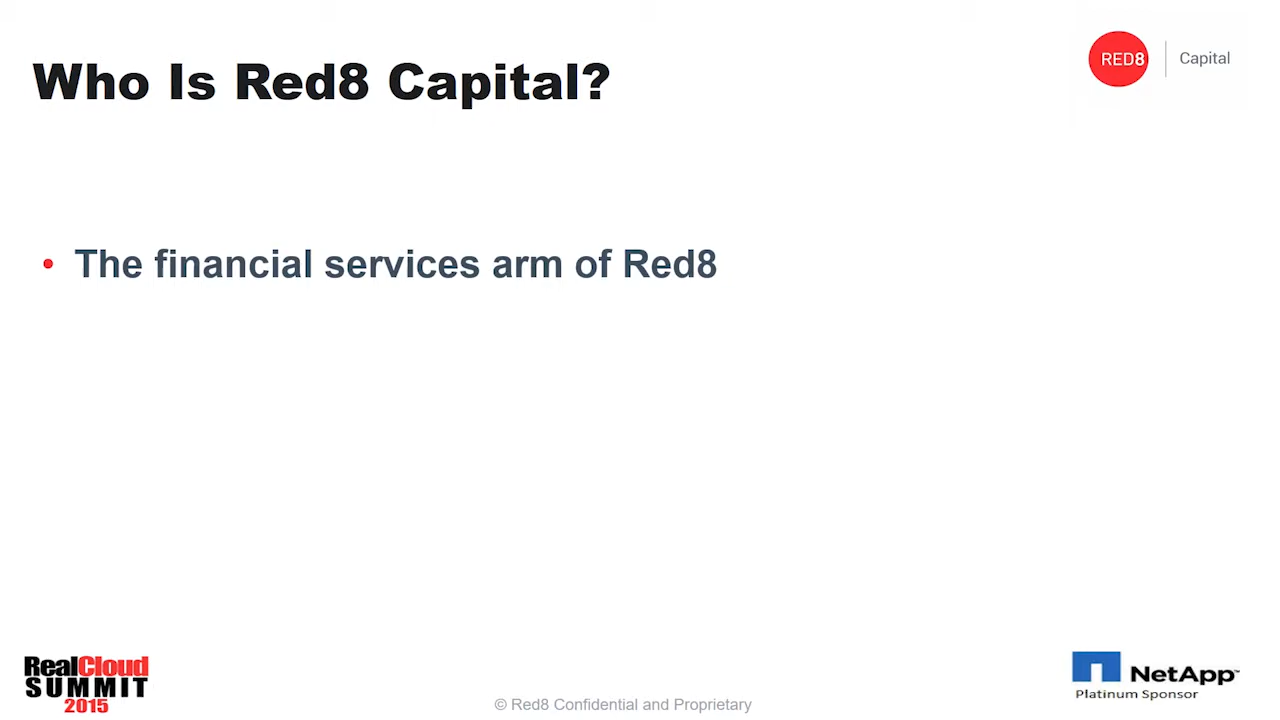 Who Is Red8 Capital?
RED8 Capital
• The financial services arm of Red8
RealCloud
SUMMIT
2015
© Red8 Confidential and Proprietary
NetApp™
Platinum Sponsor